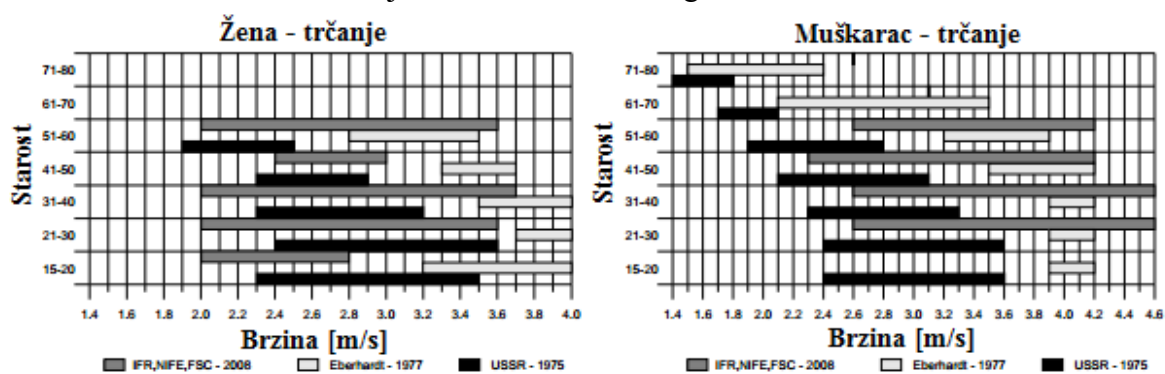 Žena - trčanje
Starost
71-80
61-70
51-60
41-50
31-40
21-30
15-20
1.4 1.6 1.8 2.0 2.2 2.4 2.6 2.8 3.0 3.2 3.4 3.6 3.8 4.0
Brzina [m/s]
IFR,NIFE,FSC - 2008 Eberhardt - 1977 USSR - 1975
Muškarac - trčanje
Starost
71-80
61-70
51-60
41-50
31-40
21-30
15-20
1.4 1.6 1.8 2.0 2.2 2.4 2.6 2.8 3.0 3.2 3.4 3.6 3.8 4.0 4.2 4.4 4.6
Brzina [m/s]
IFR,NIFE,FSC - 2008 Eberhardt - 1977 USSR - 1975